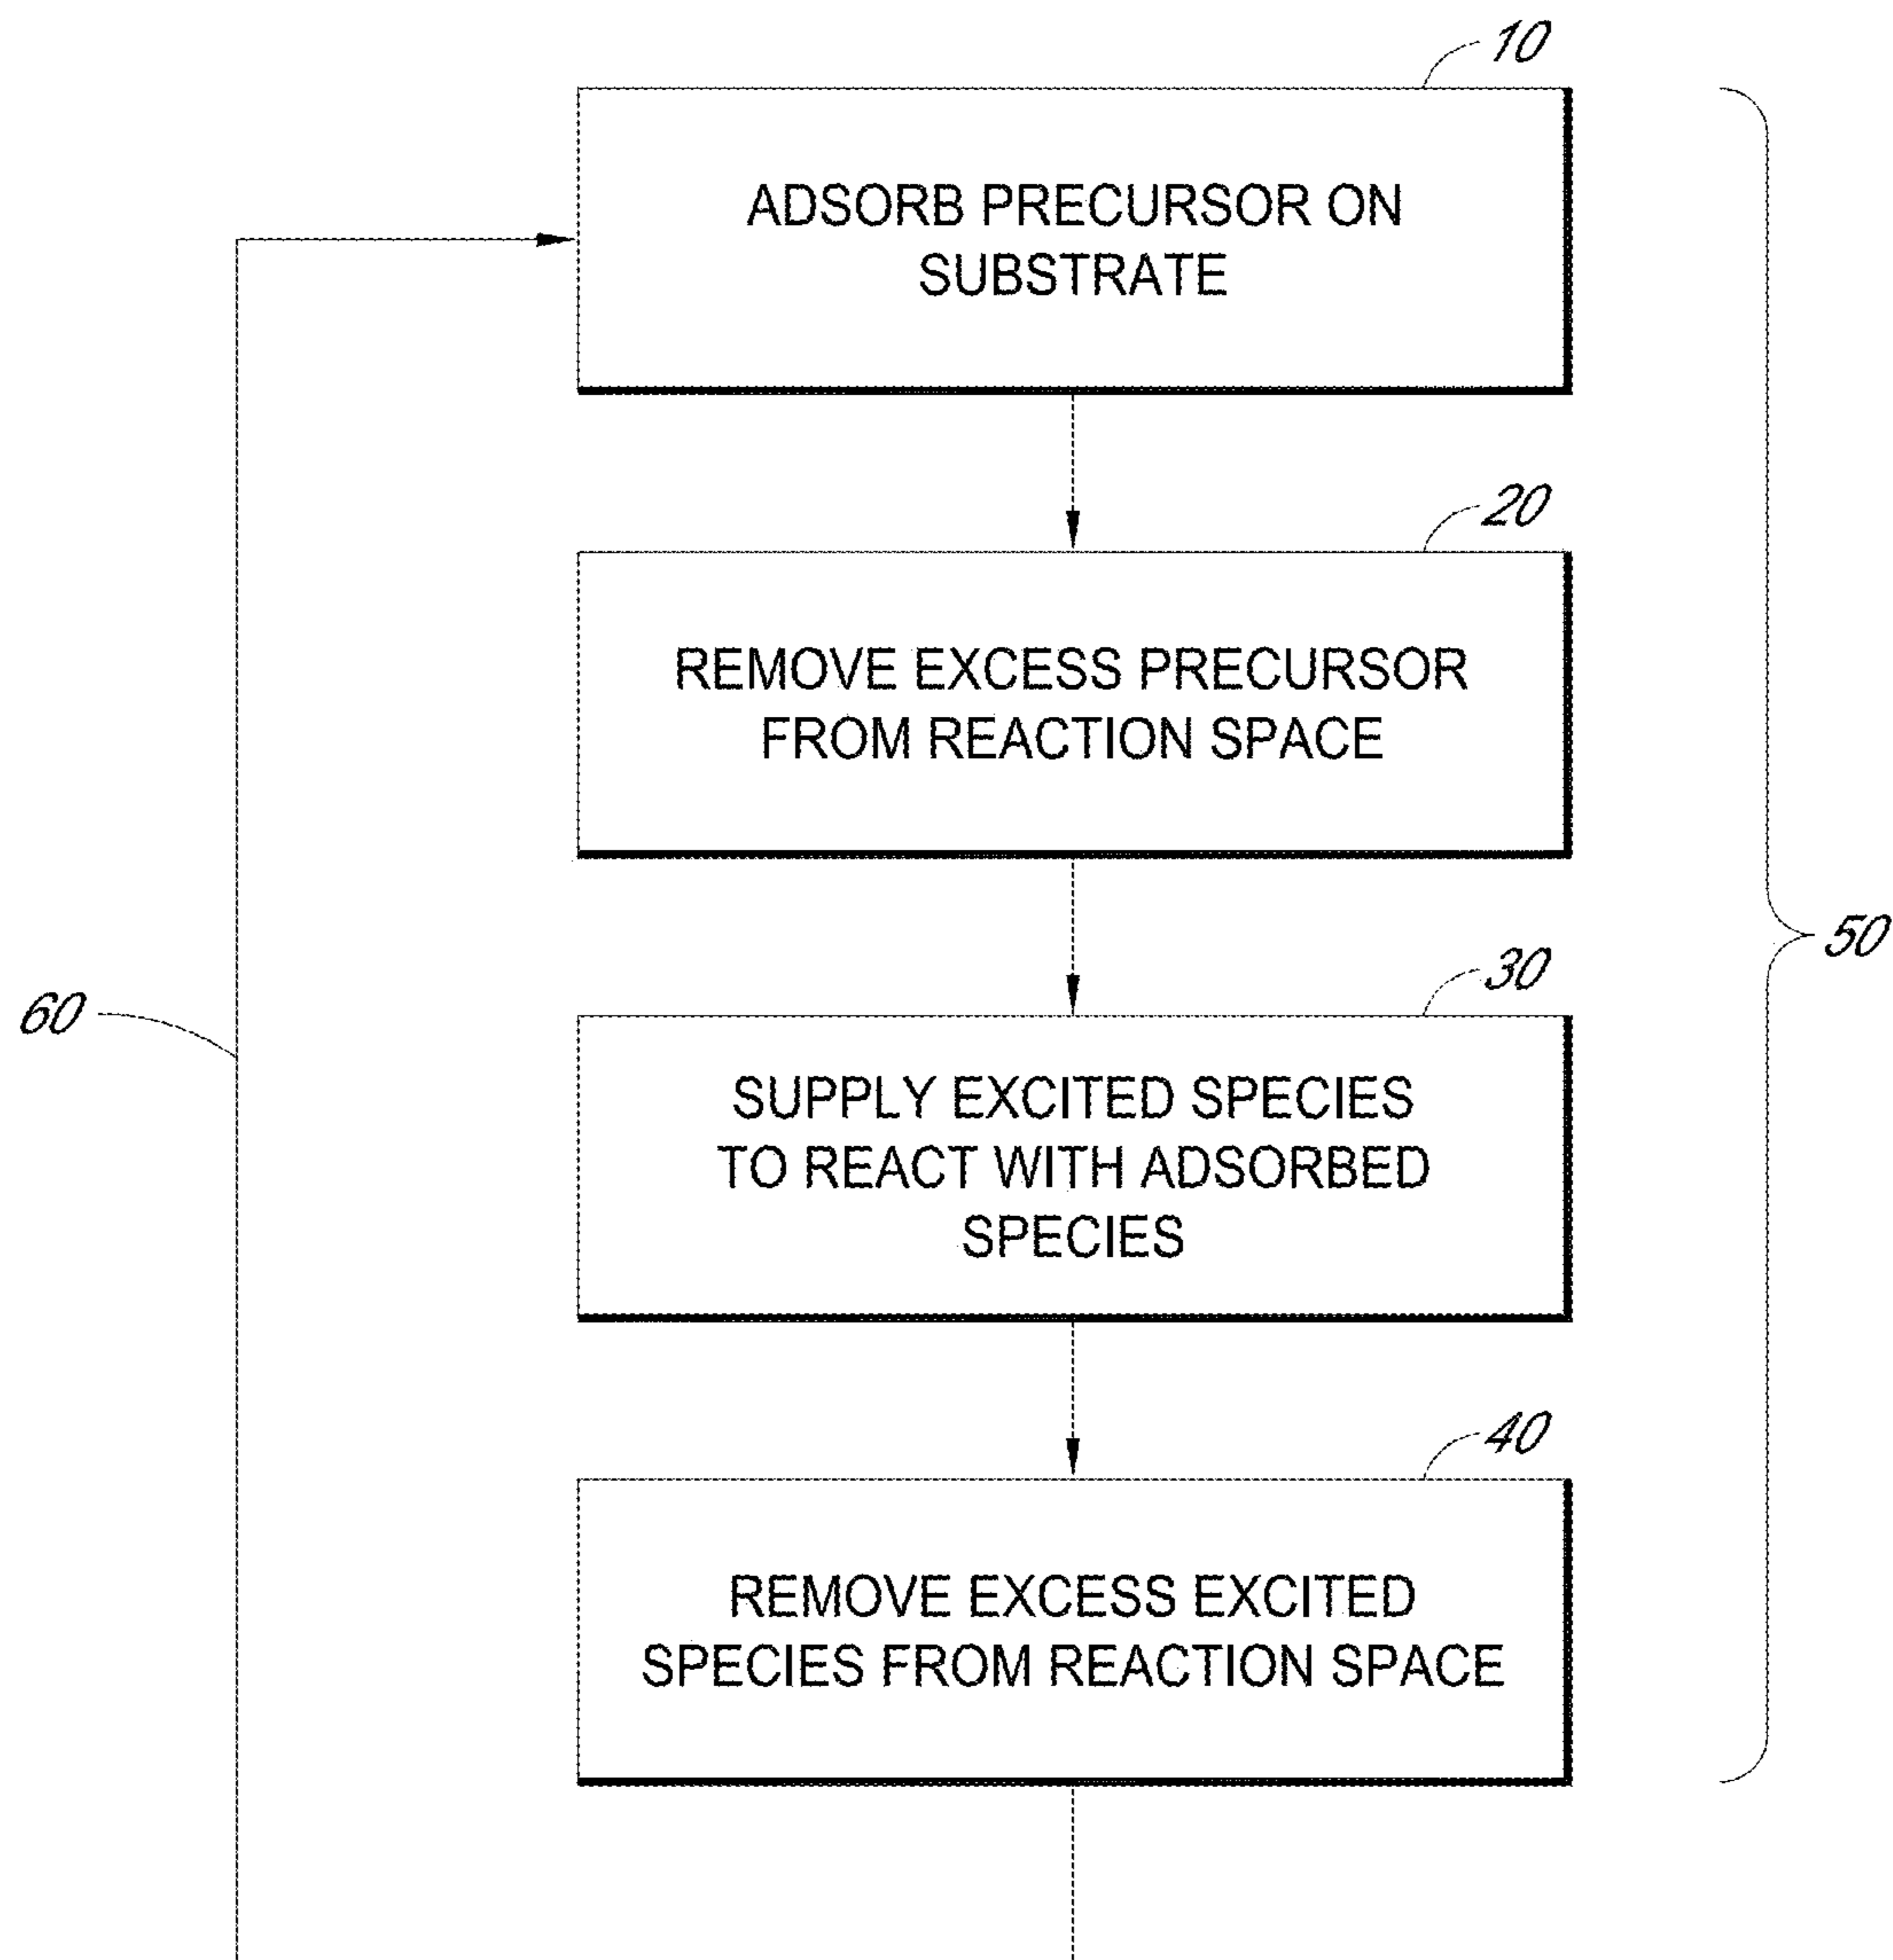 10
ADSORB PRECURSOR ON
SUBSTRATE
20
REMOVE EXCESS PRECURSOR
FROM REACTION SPACE
50
30
60
SUPPLY EXCITED SPECIES
TO REACT WITH ADSORBED
SPECIES
40
REMOVE EXCESS EXCITED
SPECIES FROM REACTION SPACE